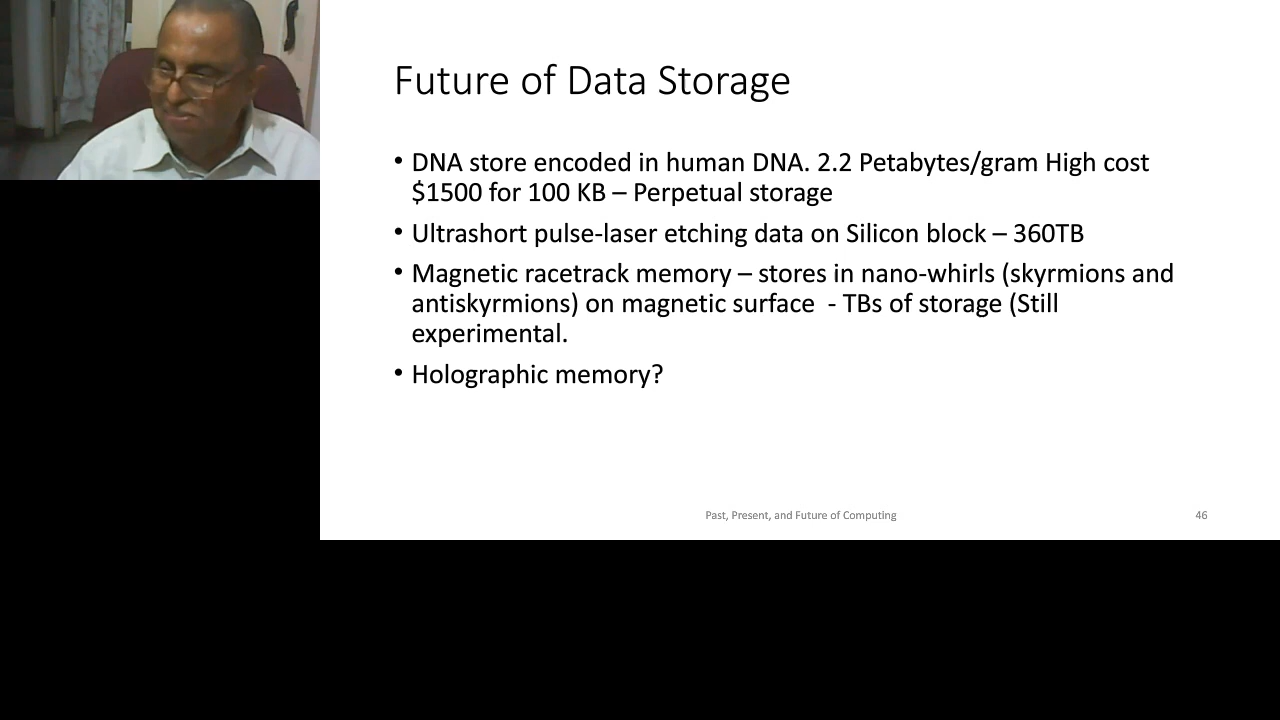 Future of Data Storage
• DNA store encoded in human DNA. 2.2 Petabytes/gram High cost
$1500 for 100 KB – Perpetual storage
• Ultrashort pulse-laser etching data on Silicon block – 360TB
• Magnetic racetrack memory – stores in nano-whirls (skyrmions and
antiskyrmions) on magnetic surface  - TBs of storage (Still
experimental.
• Holographic memory?
Past, Present, and Future of Computing
46